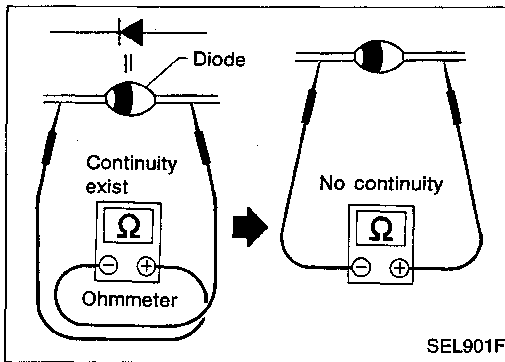 Diode
Continuity
exist
Ω
− +
Ohmmeter
No continuity
Ω
− +
SEL901F